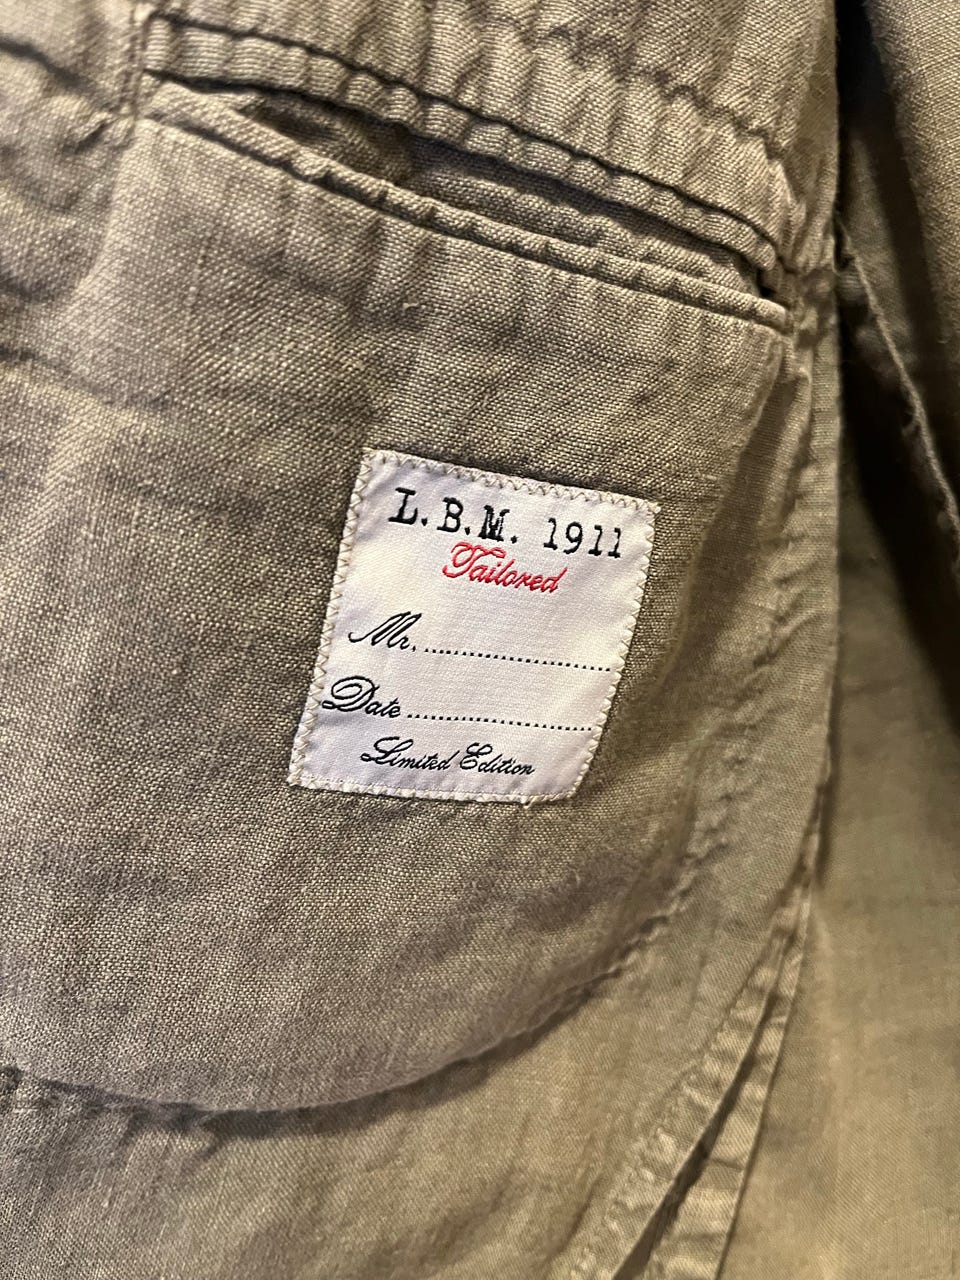 L.B.M. 1911
Tailored
Mr. ..............................
Date ..............................
Limited Edition